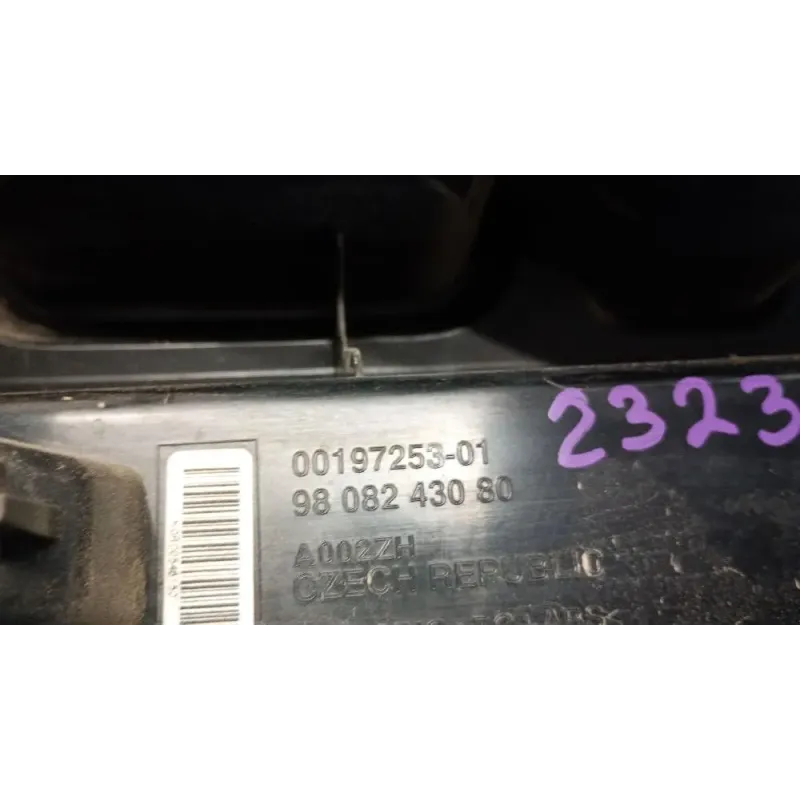 2323
00197253-01
98 082 430 80
A002ZH
CZECH REPUBLIC